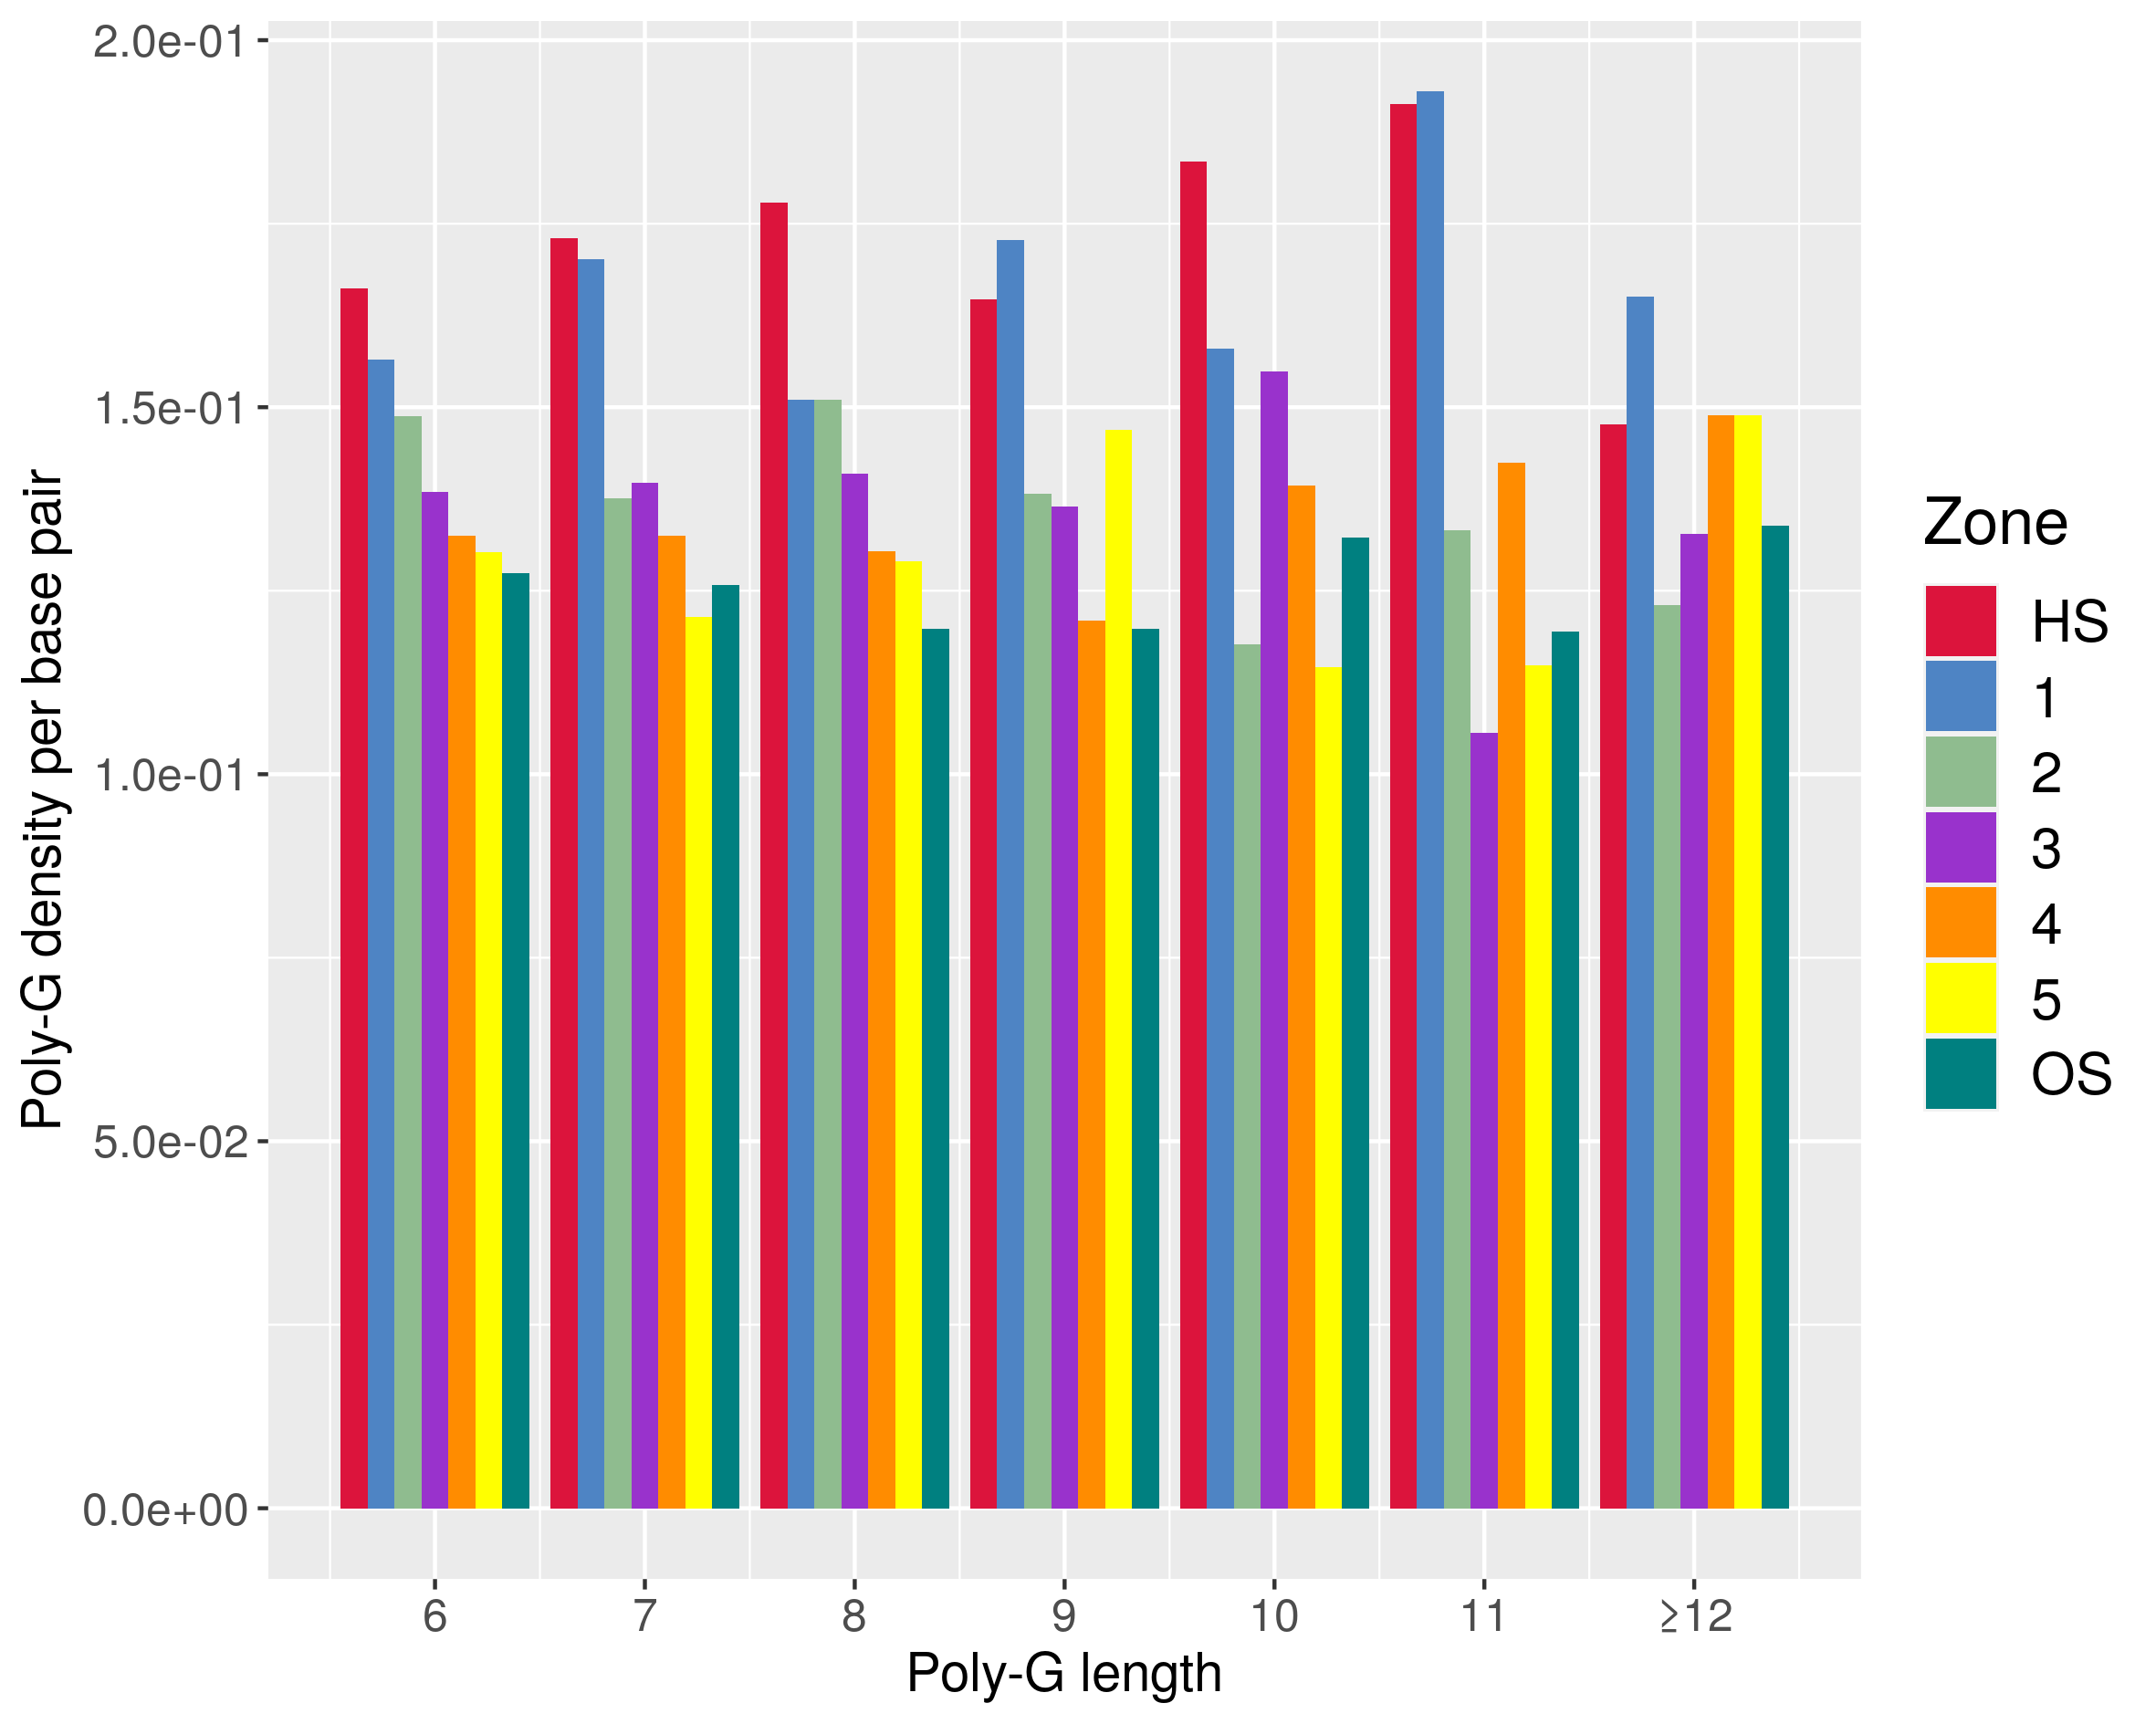 Poly-G density per base pair
2.0e-01
1.5e-01
1.0e-01
5.0e-02
0.0e+00
6 7 8 9 10 11 ≥12
Poly-G length
Zone
HS
1
2
3
4
5
OS